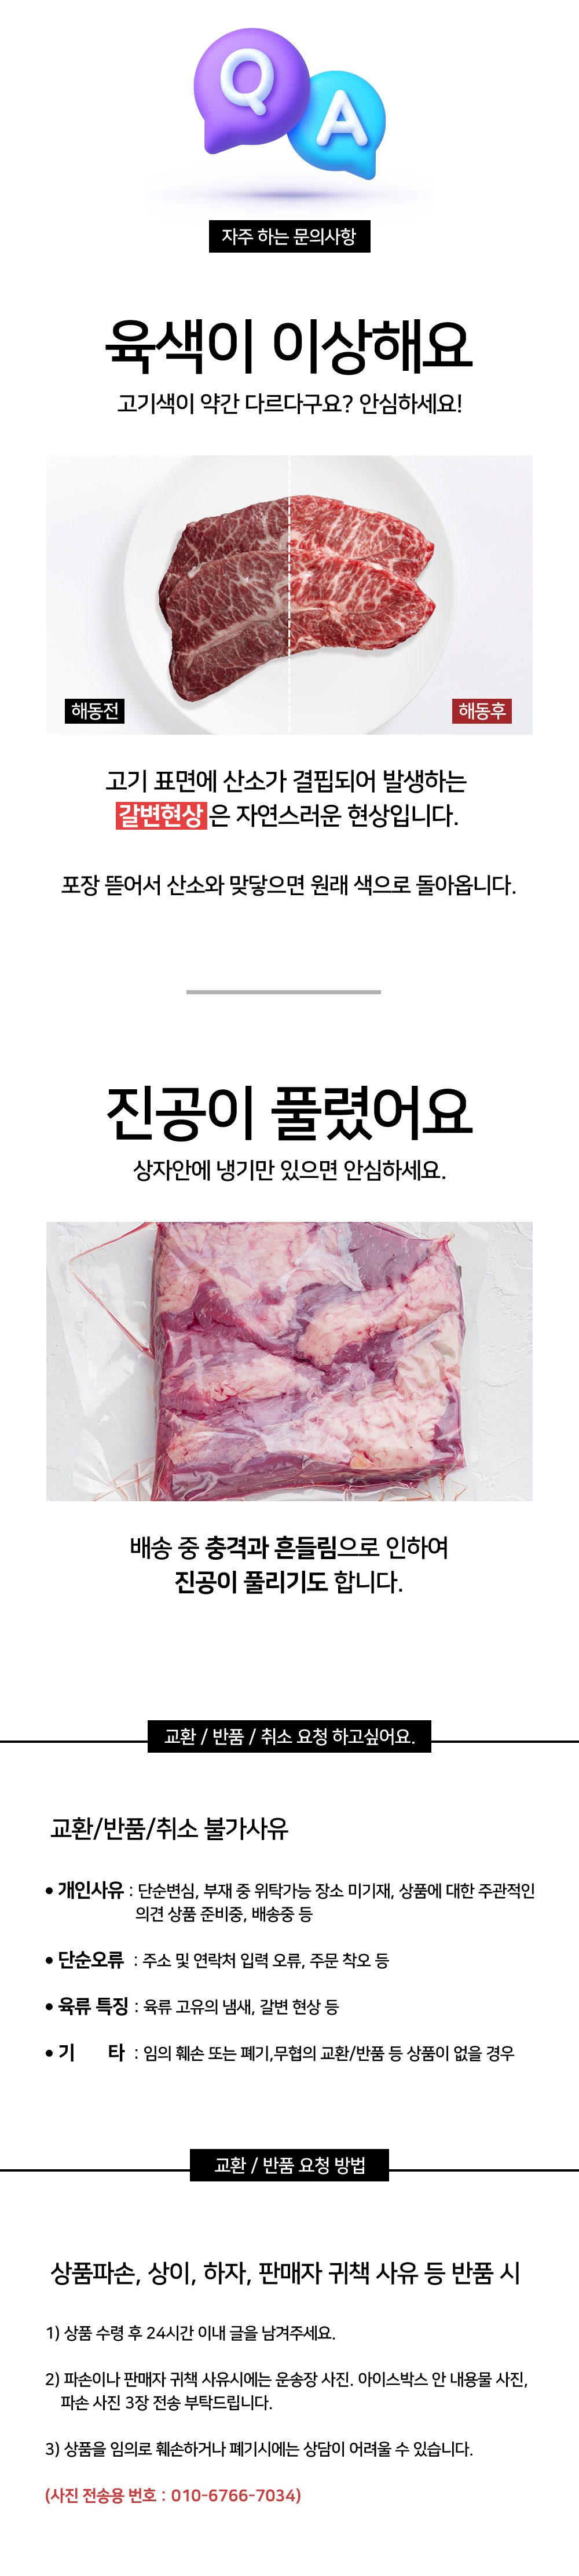 Q A
자주 하는 문의사항
육색이 이상해요
고기색이 약간 다르다구요? 안심하세요!
해동전
해동후
고기 표면에 산소가 결핍되어 발생하는
갈변현상은 자연스러운 현상입니다.
포장 뜯어서 산소와 맞닿으면 원래 색으로 돌아옵니다.
진공이 풀렸어요
상자안에 냉기만 있으면 안심하세요.
배송 중 충격과 흔들림으로 인하여
진공이 풀리기도 합니다.
교환 / 반품 / 취소 요청 하고싶어요.
교환/반품/취소 불가사유
• 개인사유 : 단순변심, 부재 중 위탁가능 장소 미기재, 상품에 대한 주관적인
의견 상품 준비중, 배송중 등
• 단순오류 : 주소 및 연락처 입력 오류, 주문 착오 등
• 육류 특징 : 육류 고유의 냄새, 갈변 현상 등
• 기 타 : 임의 훼손 또는 폐기,무협의 교환/반품 등 상품이 없을 경우
교환 / 반품 요청 방법
상품파손, 상이, 하자, 판매자 귀책 사유 등 반품 시
1) 상품 수령 후 24시간 이내 글을 남겨주세요.
2) 파손이나 판매자 귀책 사유시에는 운송장 사진. 아이스박스 안 내용물 사진,
파손 사진 3장 전송 부탁드립니다.
3) 상품을 임의로 훼손하거나 폐기시에는 상담이 어려울 수 있습니다.
(사진 전송용 번호 : 010-6766-7034)